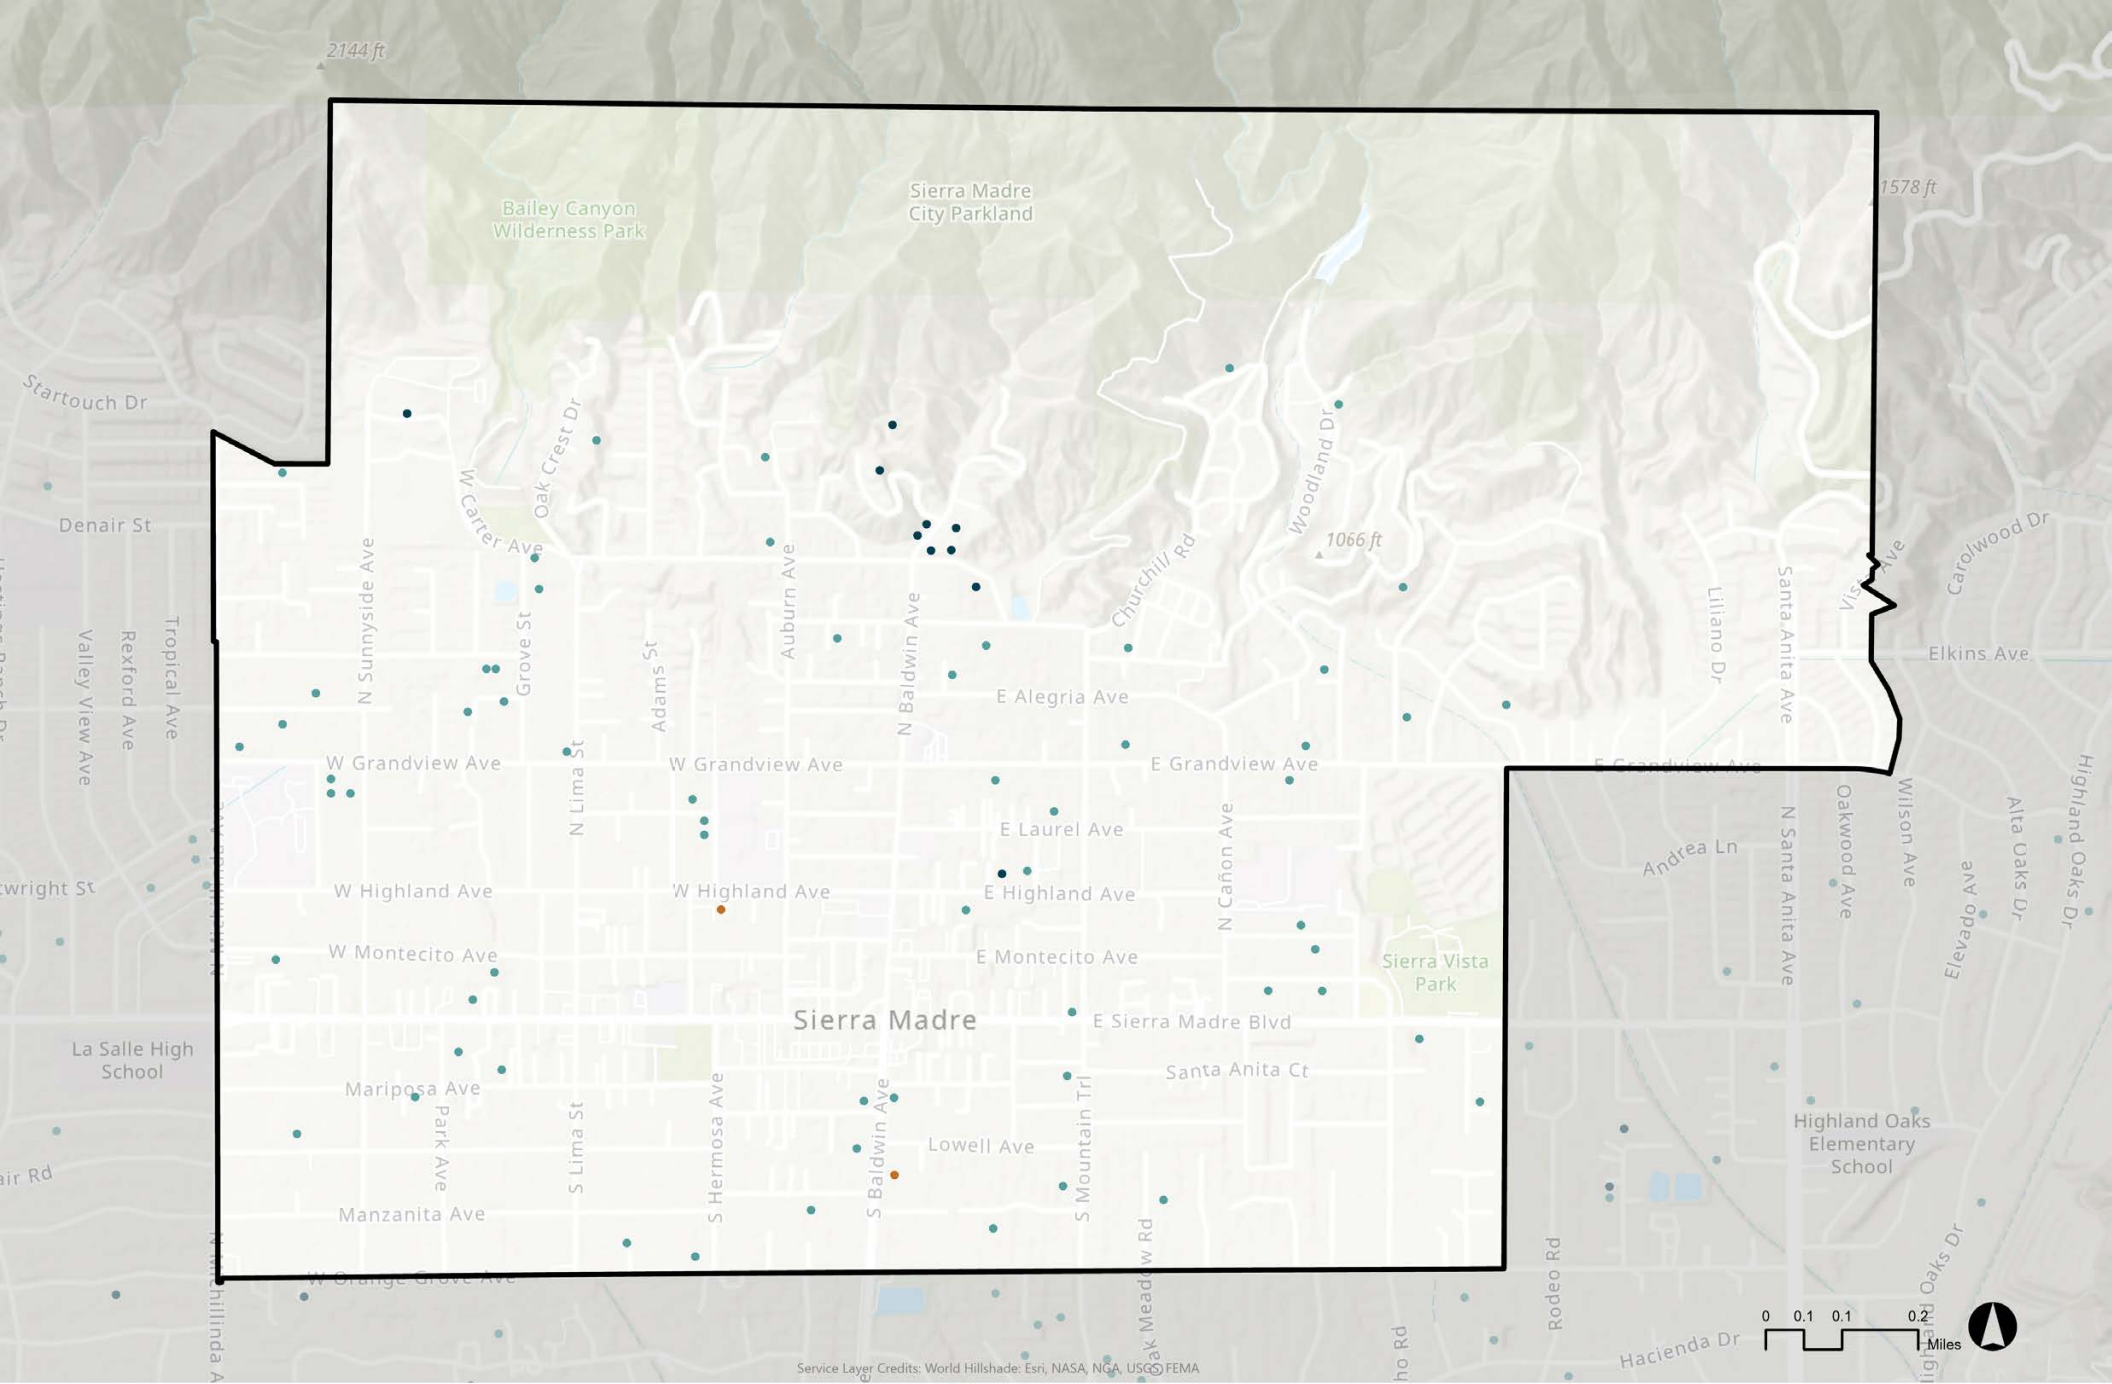 2144 ft
Sierra Madre
City Parkland
Bailey Canyon
Wilderness Park
1578 ft
Startouch Dr
Oak Crest Dr
Woodland Dr
W Carter Ave
Denair St
1066 ft
Carolwood Dr
Churchill Rd
N Sunnyside Ave
Auburn Ave
N Baldwin Ave
Grove St
Adams St
Liliano Dr
Santa Anita Ave
Elkins Ave
Tropical Ave
Rexford Ave
Valley View Ave
E Alegria Ave
W Grandview Ave
W Grandview Ave
E Grandview Ave
E Grandview Ave
N Lima St
E Laurel Ave
N Cañon Ave
Andrea Ln
N Santa Anita Ave
Oakwood Ave
Wilson Ave
Alta Oaks Dr
Highland Oaks Dr
Elevado Ave
W Highland Ave
W Highland Ave
E Highland Ave
W Montecito Ave
E Montecito Ave
Sierra Vista
Park
Sierra Madre
E Sierra Madre Blvd
La Salle High
School
Santa Anita Ct
Mariposa Ave
Park Ave
S Lima St
S Hermosa Ave
S Baldwin Ave
S Mountain Trl
Lowell Ave
Highland Oaks
Elementary
School
Manzanita Ave
W Orange Grove Ave
Oak Meadow Rd
Rodeo Rd
Hacienda Dr
0 0.1 0.1 0.2
Miles
Service Layer Credits: World Hillshade: Esri, NASA, NGA, USGS, FEMA